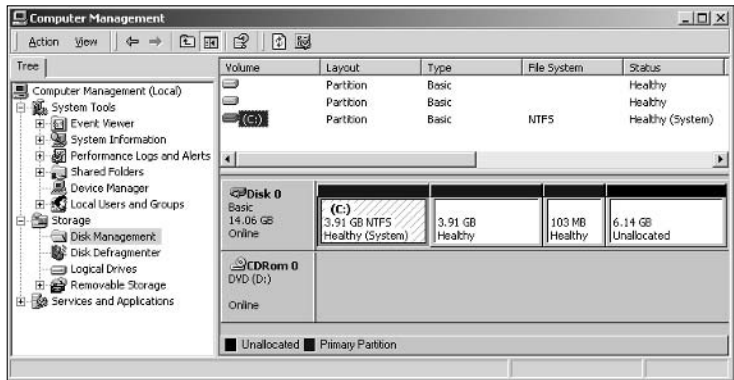 Computer Management
Action View
Tree
Computer Management (Local)
System Tools
Event Viewer
System Information
Performance Logs and Alerts
Shared Folders
Device Manager
Local Users and Groups
Storage
Disk Management
Disk Defragmenter
Logical Drives
Removable Storage
Services and Applications
Volume Layout Type File System Status
Partition Basic Healthy
Partition Basic Healthy
(C:) Partition Basic NTFS Healthy (System)
Disk 0
Basic
14.06 GB
Online
(C:)
3.91 GB NTFS
Healthy (System)
3.91 GB
Healthy
103 MB
Healthy
6.14 GB
Unallocated
CDRom 0
DVD (D:)
Online
Unallocated Primary Partition